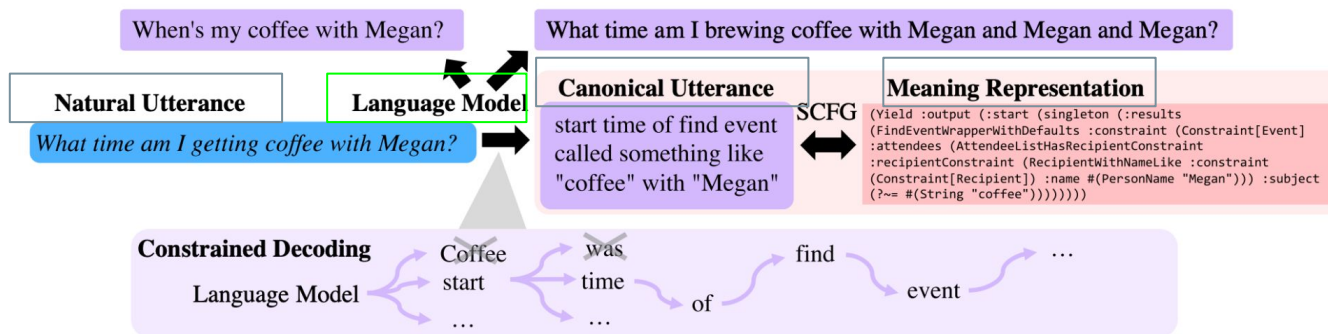 When's my coffee with Megan?
What time am I brewing coffee with Megan and Megan and Megan?
Natural Utterance
Language Model
Canonical Utterance
Meaning Representation
What time am I getting coffee with Megan?
start time of find event
called something like
"coffee" with "Megan"
SCFG
(Yield :output (:start (singleton (:results
(FindEventWrapperWithDefaults :constraint (Constraint[Event]
:attendees (AttendeeListHasRecipientConstraint
:recipientConstraint (RecipientWithNameLike :constraint
(Constraint[Recipient]) :name #(PersonName "Megan"))) :subject
(?~= #(String "coffee"))))))))
Constrained Decoding
Language Model
Coffee
start
...
was
time
...
of
find
event
...